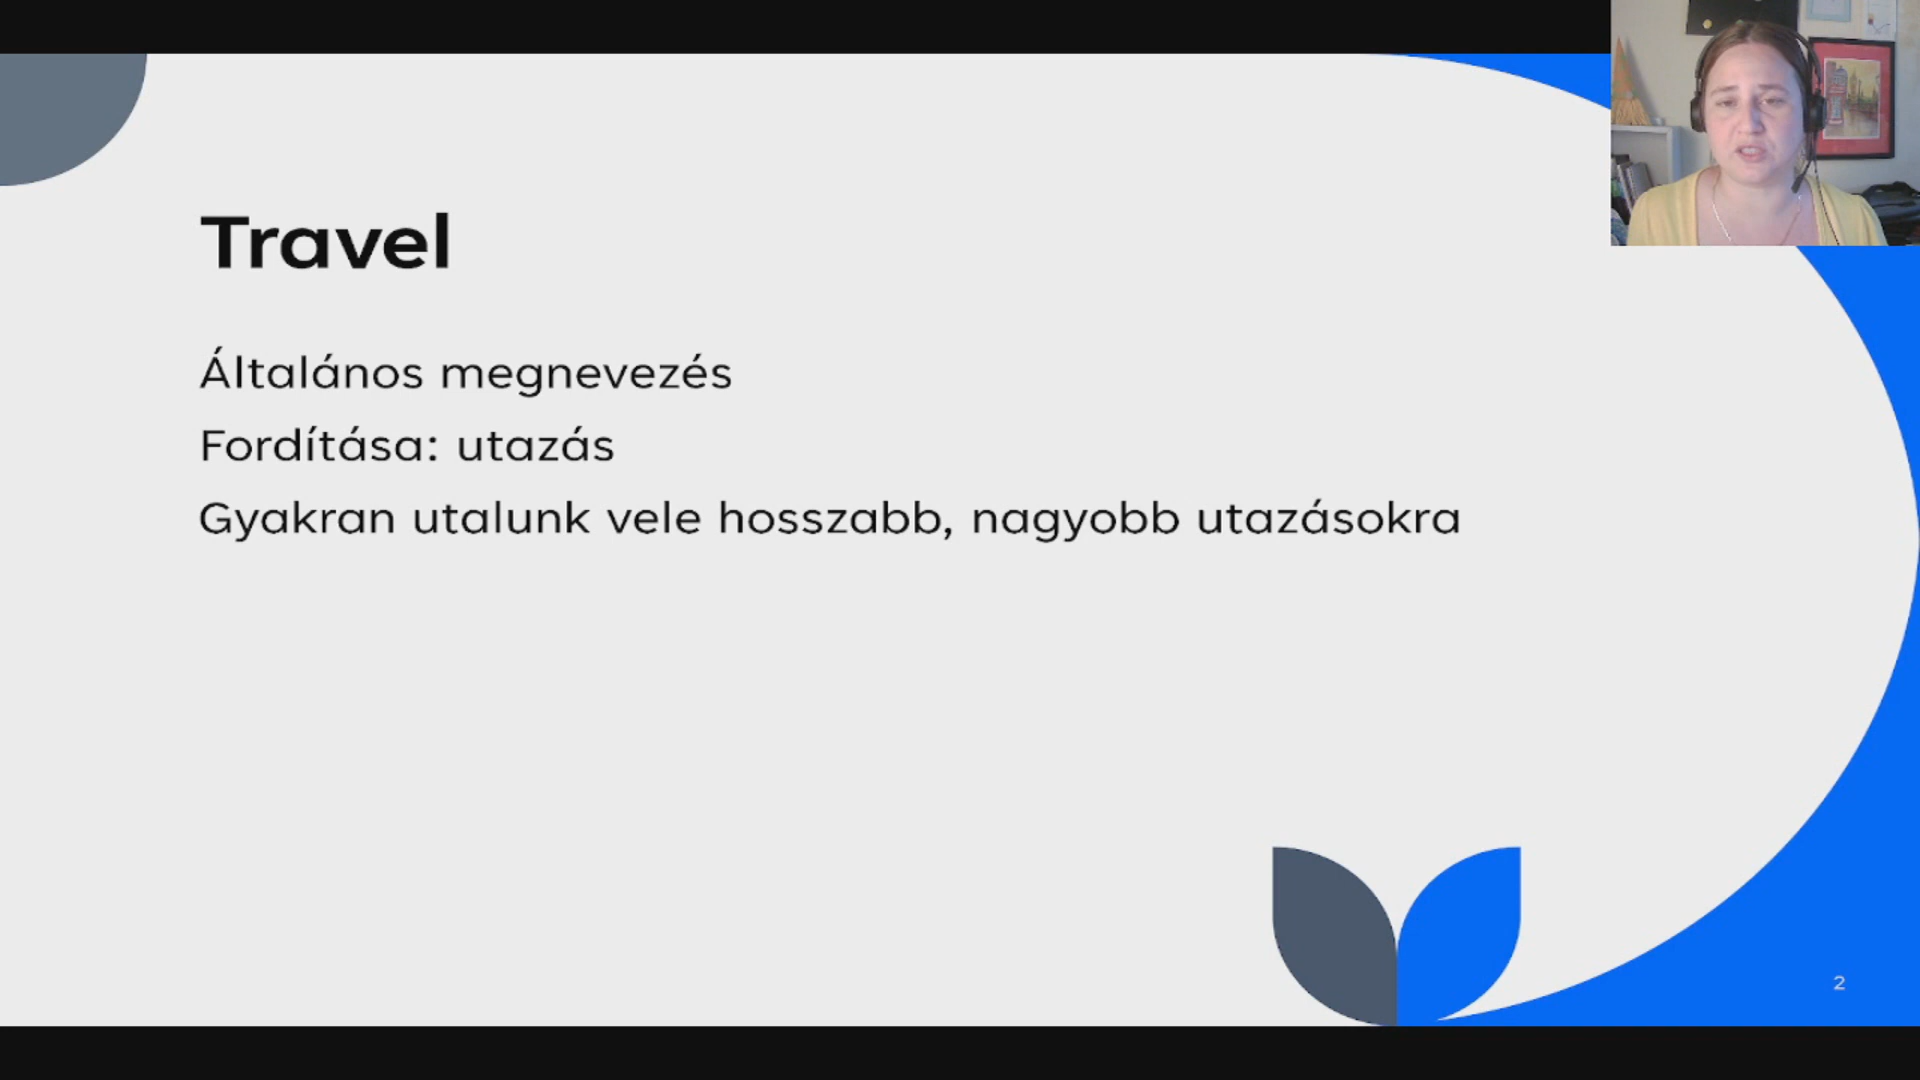 Travel
Általános megnevezés
Fordítása: utazás
Gyakran utalunk vele hosszabb, nagyobb utazásokra
2